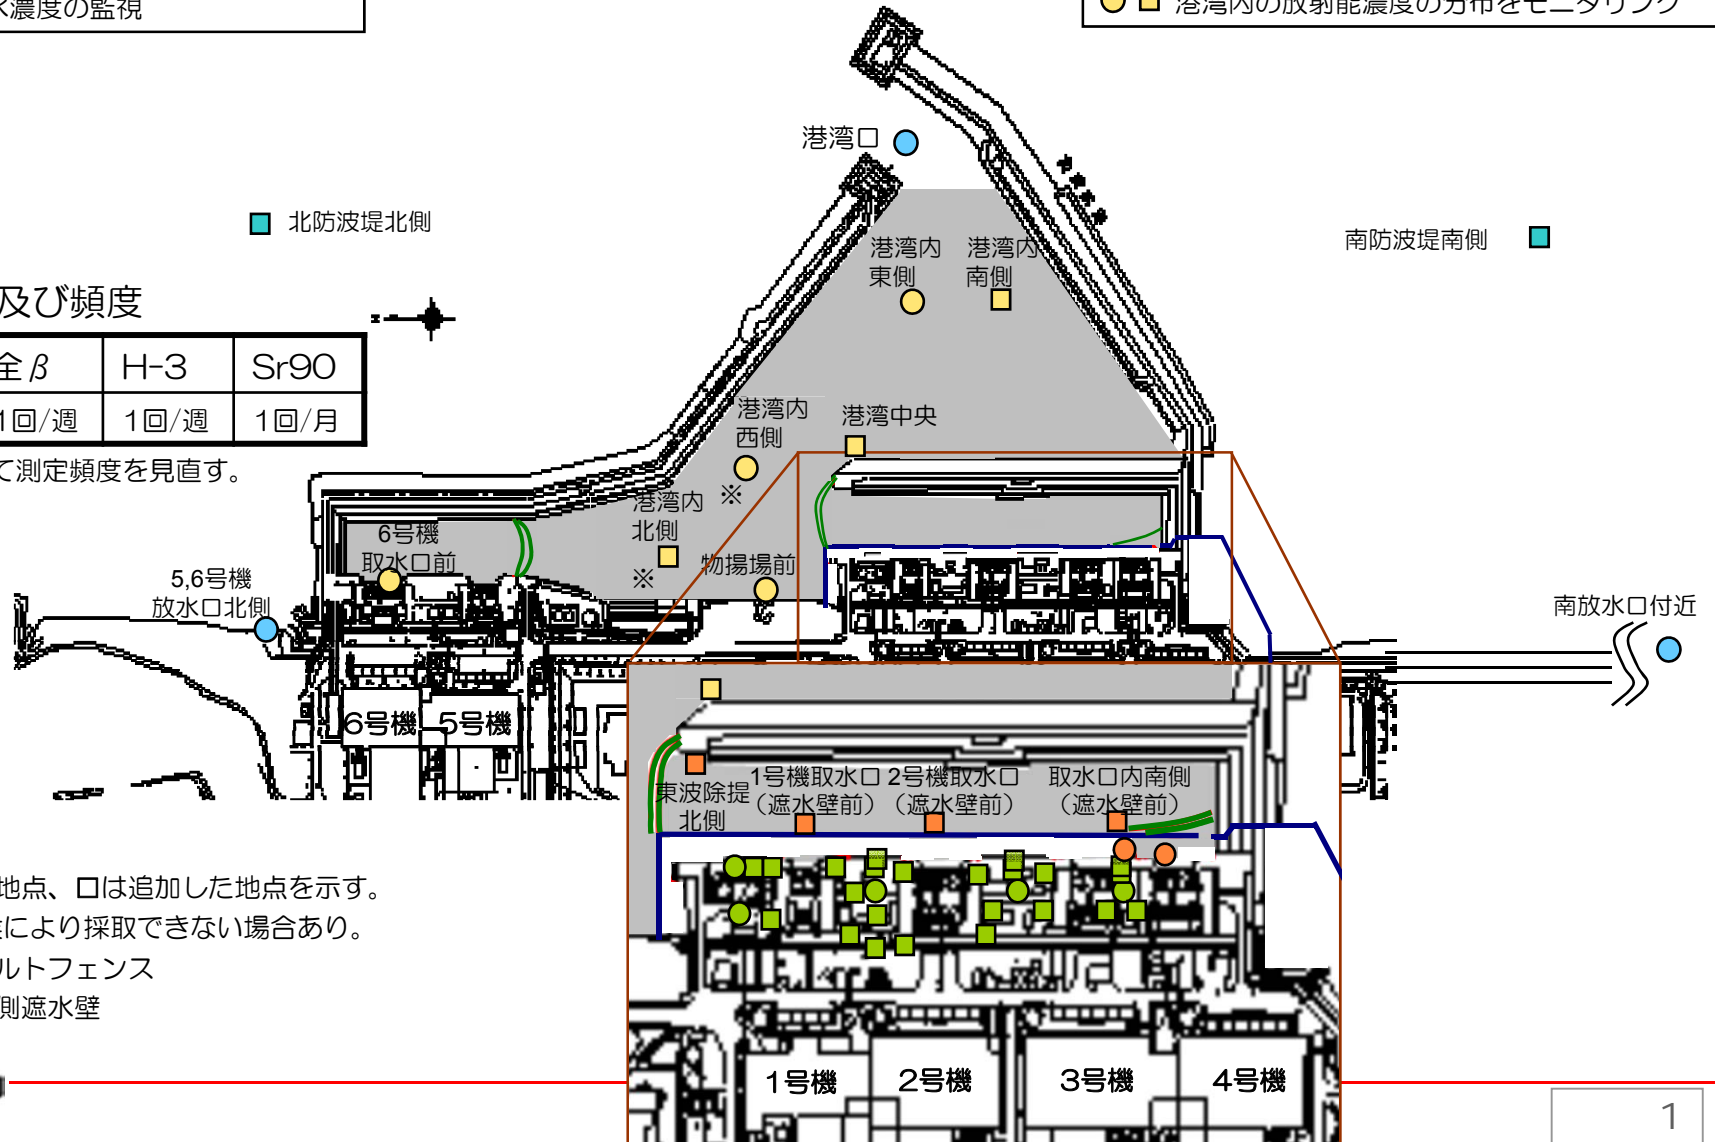 水濃度の監視
港湾内の放射能濃度の分布をモニタリング
港湾口
北防波堤北側
南防波堤南側
港湾内
東側
港湾内
南側
及び頻度
全β H-3 Sr90
1回/週 1回/週 1回/月
て測定頻度を見直す。
港湾内
西側
※
港湾中央
港湾内
北側
※
物揚場前
6号機
取水口前
5,6号機
放水口北側
南放水口付近
6号機 5号機
東波除堤
北側
1号機取水口
（遮水壁前）
2号機取水口
（遮水壁前）
取水口内南側
（遮水壁前）
地点、□は追加した地点を示す。
により採取できない場合あり。
ルトフェンス
側遮水壁
1号機 2号機 3号機 4号機
1